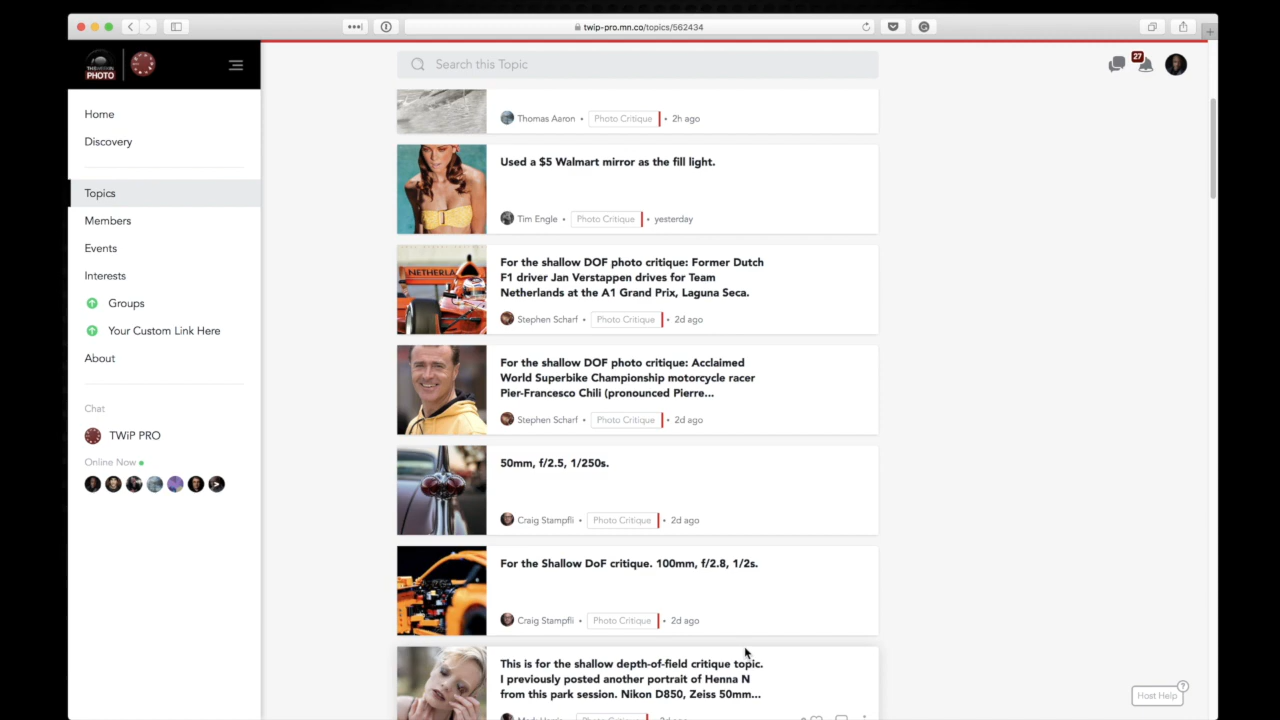 twip-pro.mn.co/topics/562434
THIS WEEK IN
PHOTO
Search this Topic
27
Home
Discovery
Topics
Members
Events
Interests
Groups
Your Custom Link Here
About
Chat
TWiP PRO
Online Now
Thomas Aaron • Photo Critique • 2h ago
Used a $5 Walmart mirror as the fill light.
Tim Engle • Photo Critique • yesterday
NETHERLA
For the shallow DOF photo critique: Former Dutch
F1 driver Jan Verstappen drives for Team
Netherlands at the A1 Grand Prix, Laguna Seca.
Stephen Scharf • Photo Critique • 2d ago
For the shallow DOF photo critique: Acclaimed
World Superbike Championship motorcycle racer
Pier-Francesco Chili (pronounced Pierre...
Stephen Scharf • Photo Critique • 2d ago
50mm, f/2.5, 1/250s.
Craig Stampfli • Photo Critique • 2d ago
For the Shallow DoF critique. 100mm, f/2.8, 1/2s.
Craig Stampfli • Photo Critique • 2d ago
This is for the shallow depth-of-field critique topic.
I previously posted another portrait of Henna N
from this park session. Nikon D850, Zeiss 50mm...
Photo Critique • 2d ago
Host Help ?